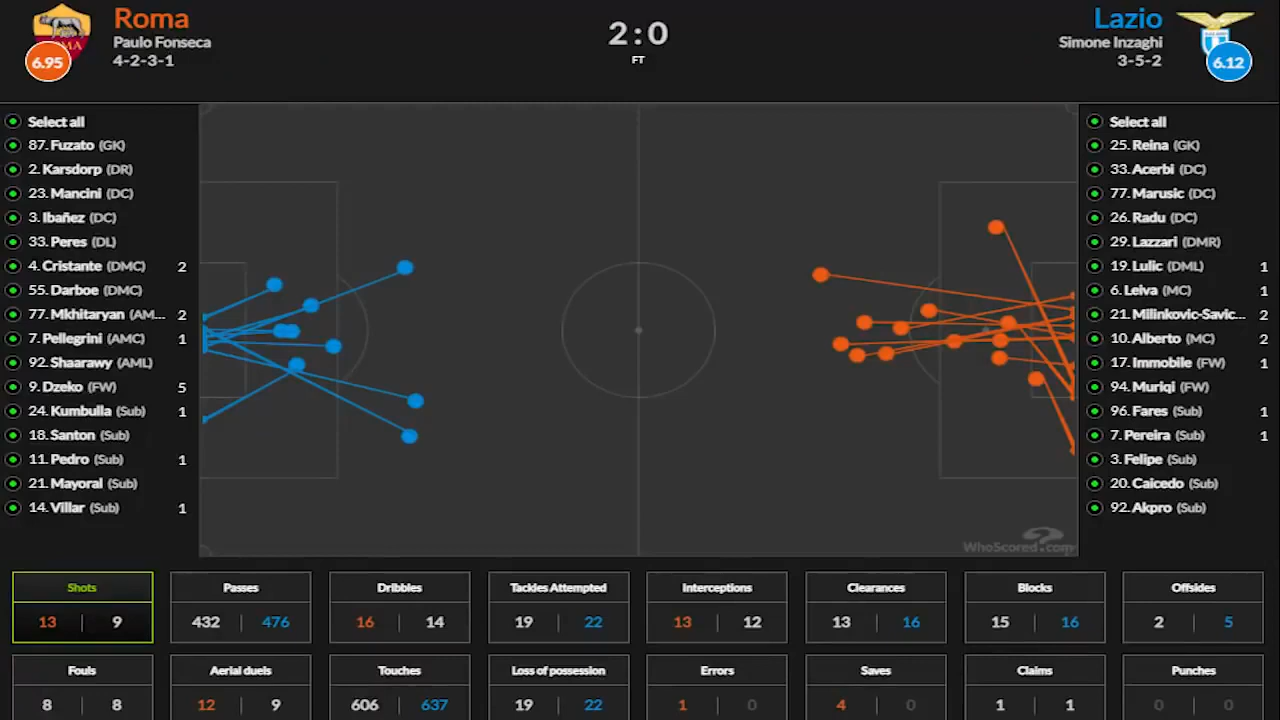 Roma
Paulo Fonseca
4-2-3-1
6.95
2 : 0
FT
Lazio
Simone Inzaghi
3-5-2
6.12
Select all
87. Fuzato (GK)
2. Karsdorp (DR)
23. Mancini (DC)
3. Ibañez (DC)
33. Peres (DL)
4. Cristante (DMC) 2
55. Darboe (DMC)
77. Mkhitaryan (AM... 2
7. Pellegrini (AMC) 1
92. Shaarawy (AML)
9. Dzeko (FW) 5
24. Kumbulla (Sub) 1
18. Santon (Sub)
11. Pedro (Sub) 1
21. Mayoral (Sub)
14. Villar (Sub) 1
WhoScored.com
Select all
25. Reina (GK)
33. Acerbi (DC)
77. Marusic (DC)
26. Radu (DC)
29. Lazzari (DMR)
19. Lulic (DML) 1
6. Leiva (MC) 1
21. Milinkovic-Savic... 2
10. Alberto (MC) 2
17. Immobile (FW) 1
94. Muriqi (FW)
96. Fares (Sub) 1
7. Pereira (Sub) 1
3. Felipe (Sub)
20. Caicedo (Sub)
92. Akpro (Sub)
Shots Passes Dribbles Tackles Attempted Interceptions Clearances Blocks Offsides
13 9 432 476 16 14 19 22 13 12 13 16 15 16 2 5
Fouls Aerial duels Touches Loss of possession Errors Saves Claims Punches
8 8 12 9 606 637 19 22 1 0 4 0 1 1 0 0